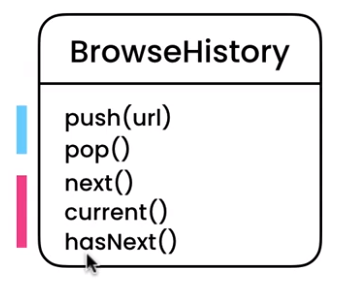 BrowseHistory
push(url)
pop()
next()
current()
hasNext()